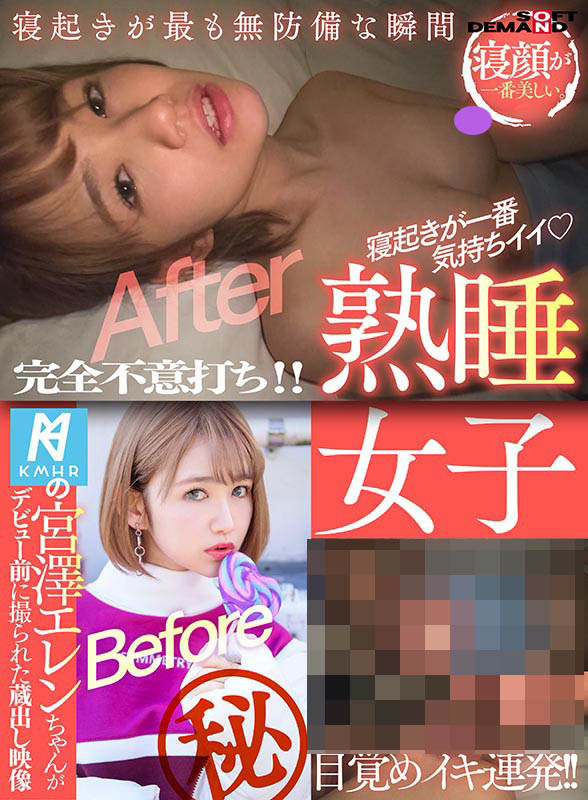 寝起きが最も無防備な瞬間
SOFT
DEMAND
寝顔が
一番美しい。
寝起きが一番
気持ちイイ♡
After
熟睡
完全不意打ち!!
女子
KMHR
の宮澤エレンちゃんが
デビュー前に撮られた蔵出し映像
Before
MMETRY
秘
目覚めイキ連発!!